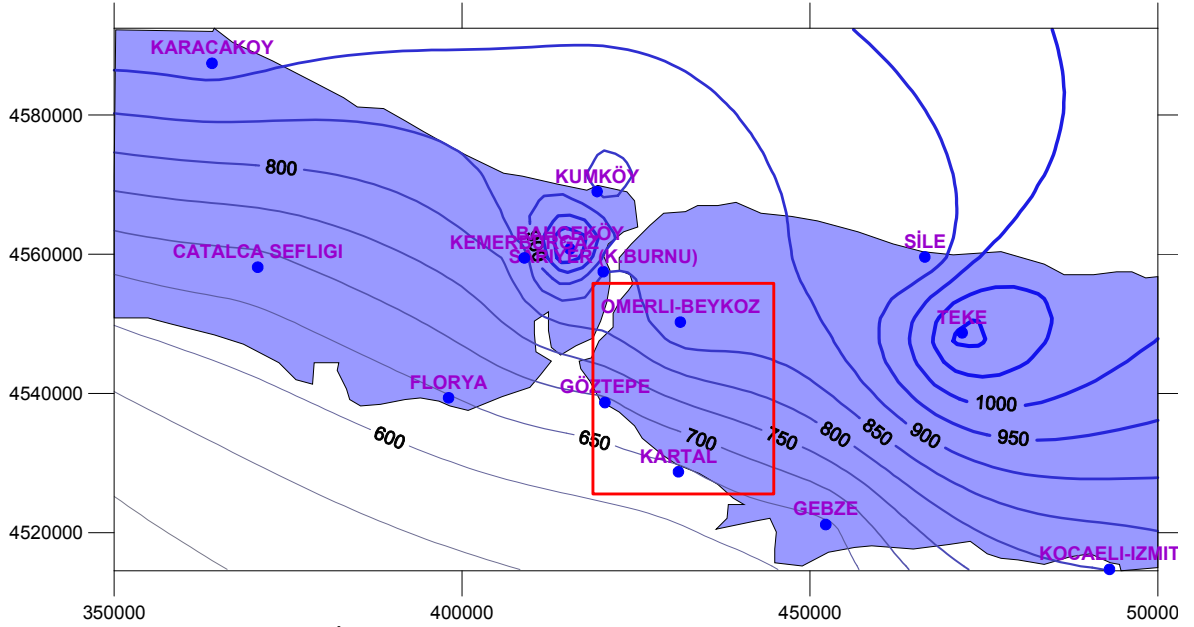 KARACAKOY
4580000
800
KUMKÖY
BAHÇEKÖY
KEMERBURGAZ
SARIYER (K.BURNU)
SİLE
CATALCA SEFLIGI
4560000
OMERLI-BEYKOZ
TEKE
FLORYA
GÖZTEPE
4540000
1000
600
650
700
750
800
850
900
950
KARTAL
GEBZE
4520000
KOCAELI-IZMIT
350000
400000
450000
50000